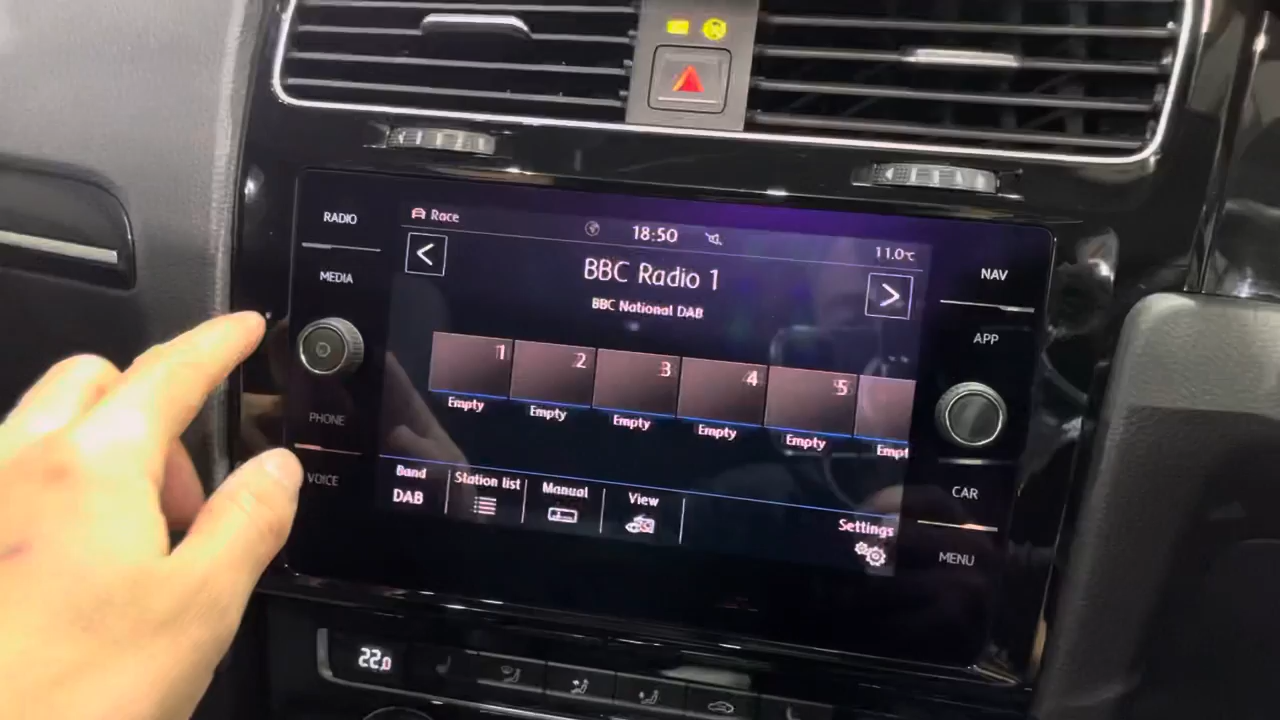 RADIO
MEDIA
PHONE
VOICE
Race
18:50
11.0°C
<
BBC Radio 1
>
BBC National DAB
1 2 3 4 5
Empty Empty Empty Empty Empty Empt
Band Station list Manual View Settings
DAB
NAV
APP
CAR
MENU
22.0